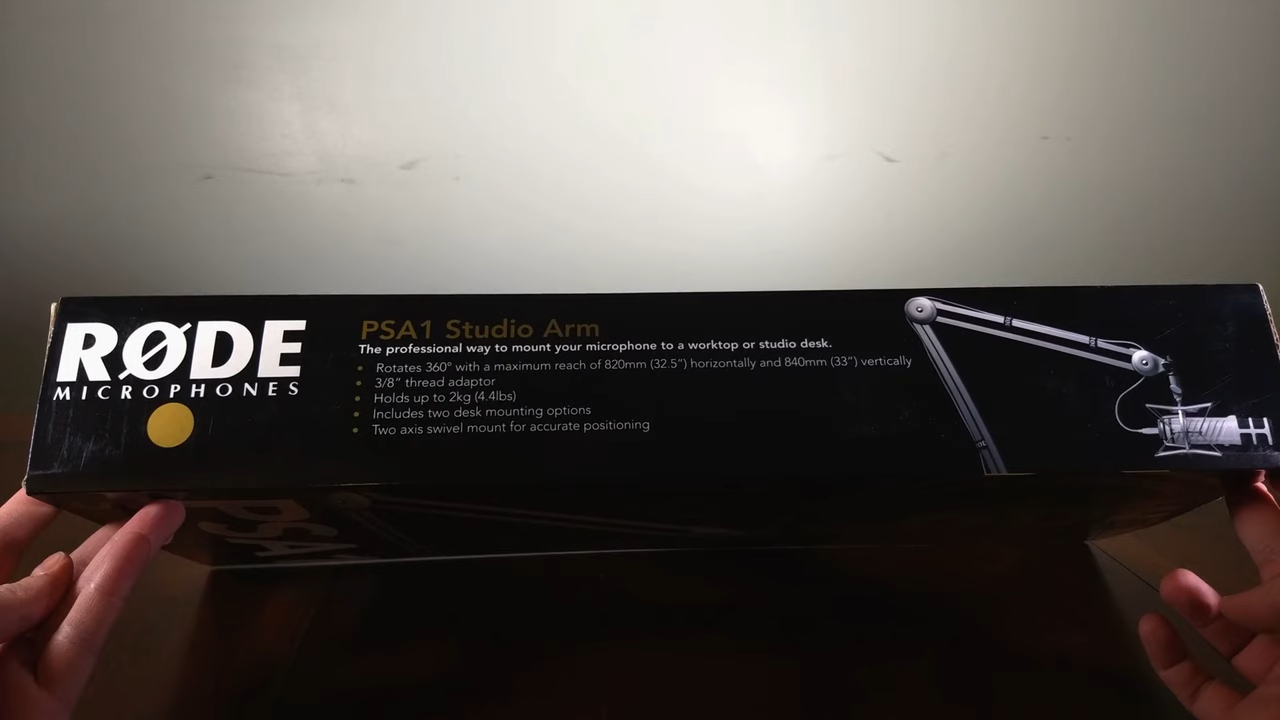 RØDE
MICROPHONES
PSA1 Studio Arm
The professional way to mount your microphone to a worktop or studio desk.
• Rotates 360° with a maximum reach of 820mm (32.5”) horizontally and 840mm (33”) vertically
• 3/8” thread adaptor
• Holds up to 2kg (4.4lbs)
• Includes two desk mounting options
• Two axis swivel mount for accurate positioning
PSA1